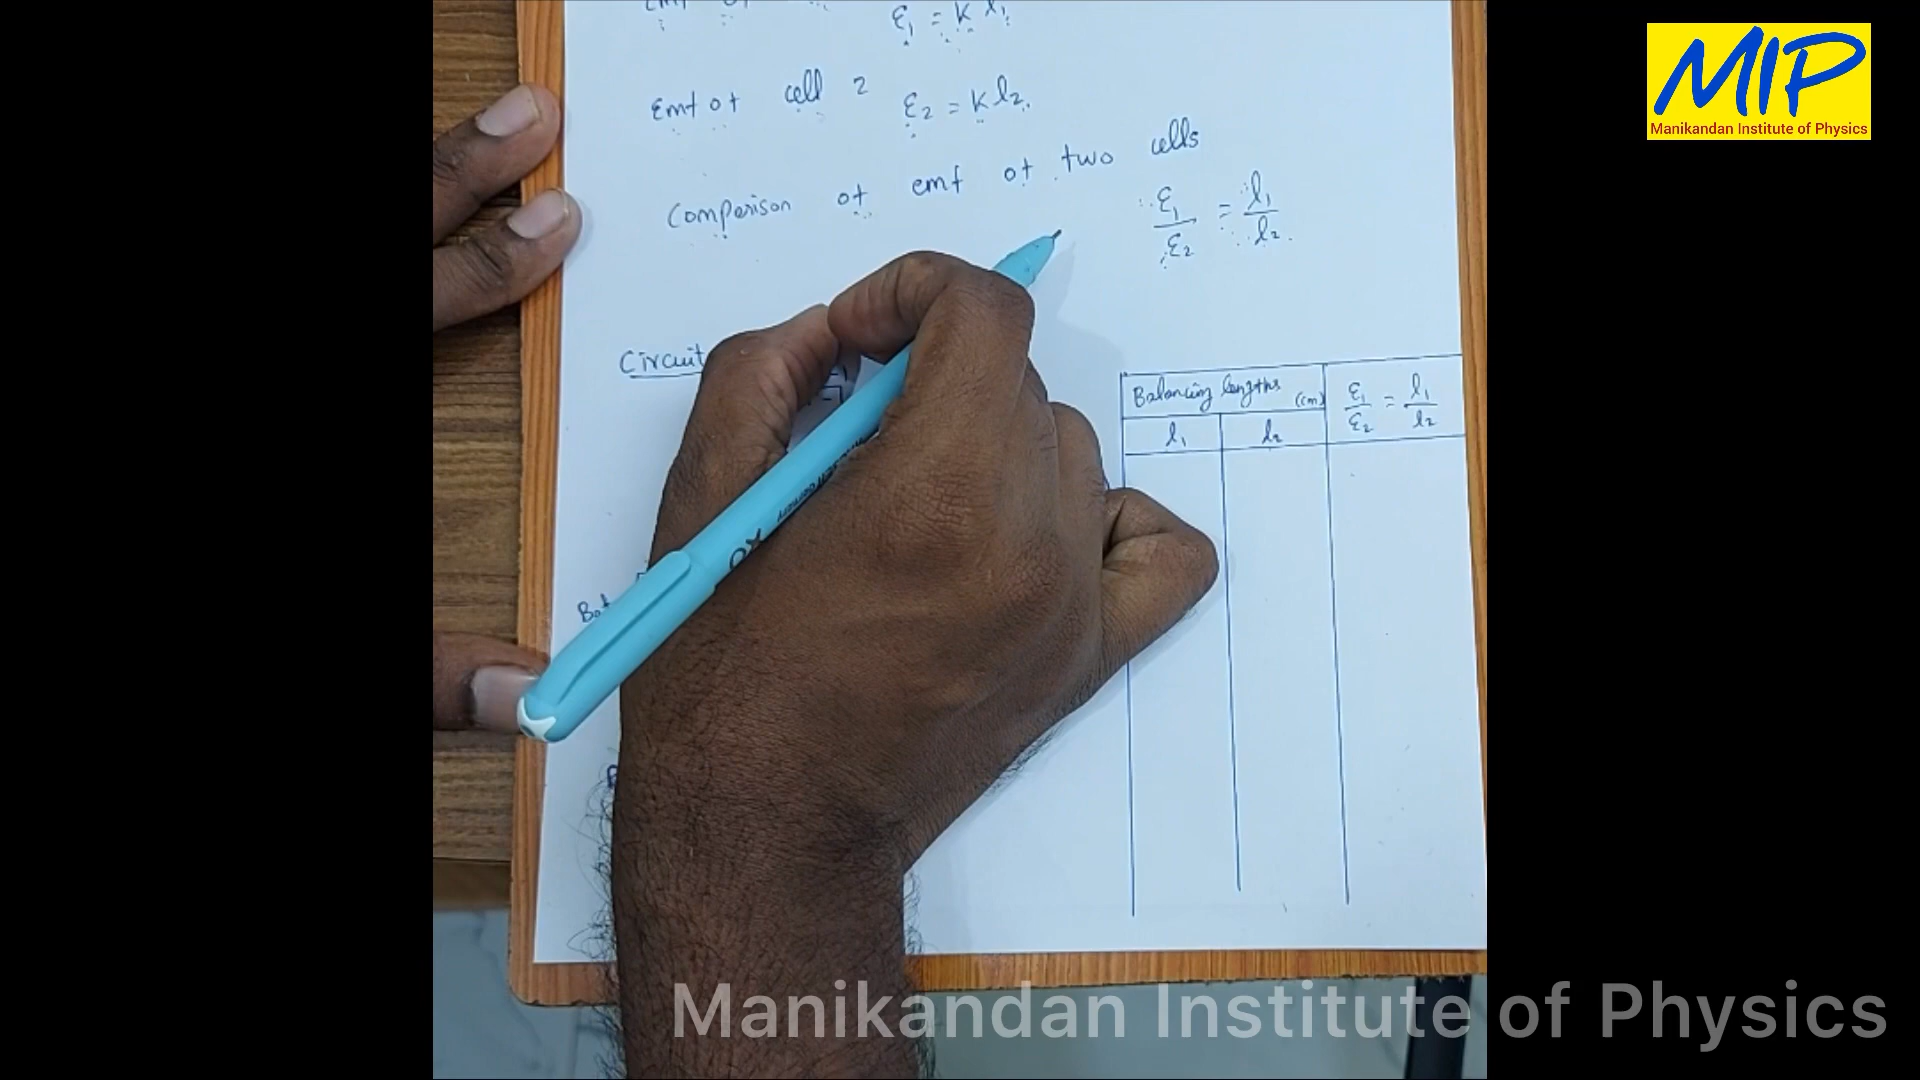 MIP
Manikandan Institute of Physics
ε₁ = k l₁
Emf of cell 2 ε₂ = k l₂
Comperison of emf of two cells
ε₁/ε₂ = l₁/l₂
Circuit
Balancing lengths (cm)
ε₁/ε₂ = l₁/l₂
l₁ l₂
Manikandan Institute of Physics